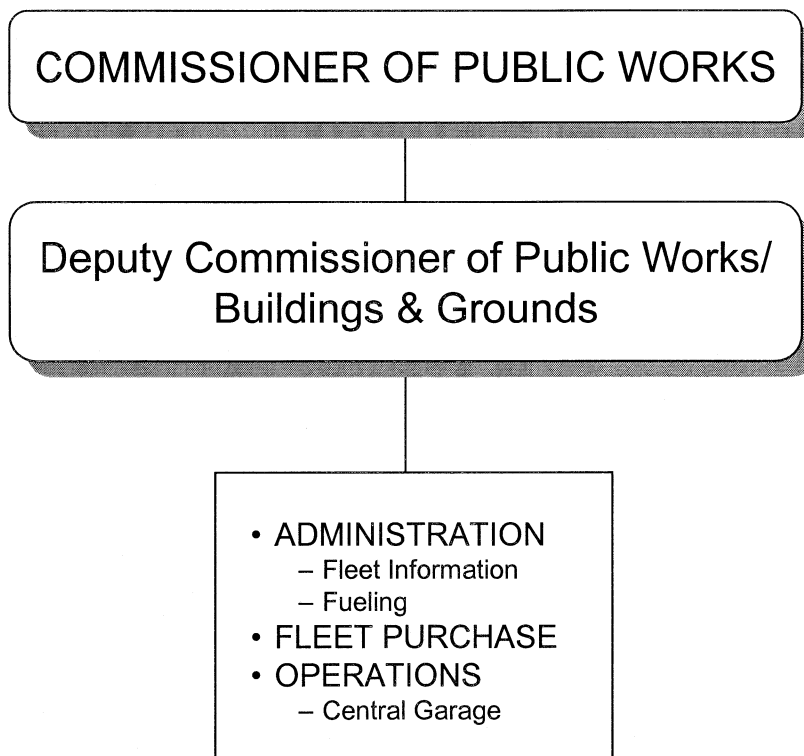 COMMISSIONER OF PUBLIC WORKS
Deputy Commissioner of Public Works/
Buildings & Grounds
• ADMINISTRATION
– Fleet Information
– Fueling
• FLEET PURCHASE
• OPERATIONS
– Central Garage